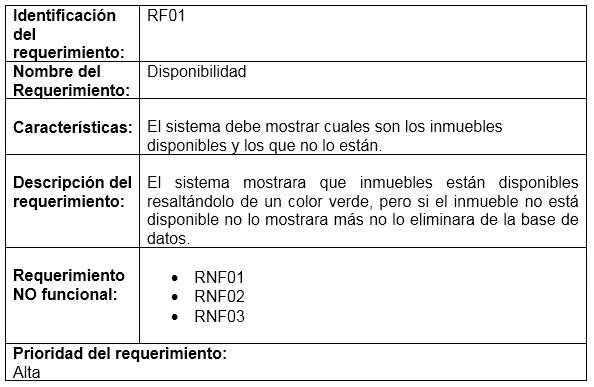 Identificación RF01
del
requerimiento:
Nombre del Disponibilidad
Requerimiento:
Características: El sistema debe mostrar cuales son los inmuebles
disponibles y los que no lo están.
Descripción del El sistema mostrara que inmuebles están disponibles
requerimiento: resaltándolo de un color verde, pero si el inmueble no está
disponible no lo mostrara más no lo eliminara de la base de
datos.
Requerimiento • RNF01
NO funcional: • RNF02
• RNF03
Prioridad del requerimiento:
Alta